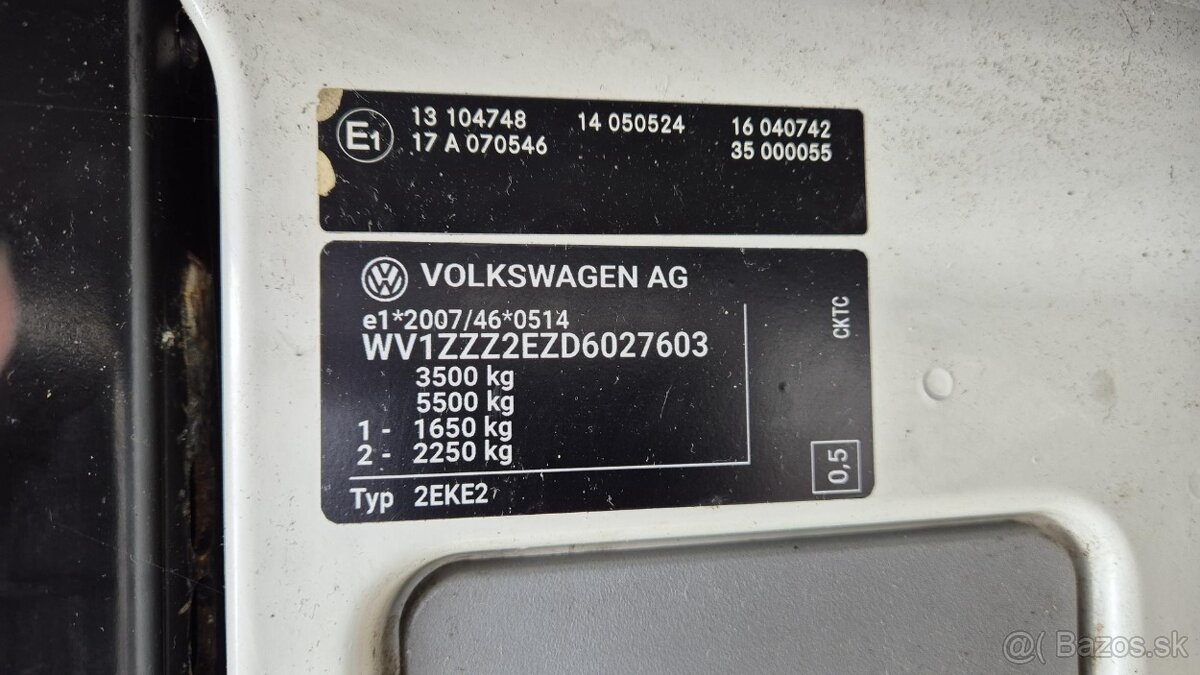 E1 13 104748 14 050524 16 040742
17 A 070546 35 000055
VOLKSWAGEN AG
e1*2007/46*0514
WV1ZZZ2EZD6027603
3500 kg
5500 kg
1 - 1650 kg
2 - 2250 kg
Typ 2EKE2
CKTC
0,5
@( Bazos.sk